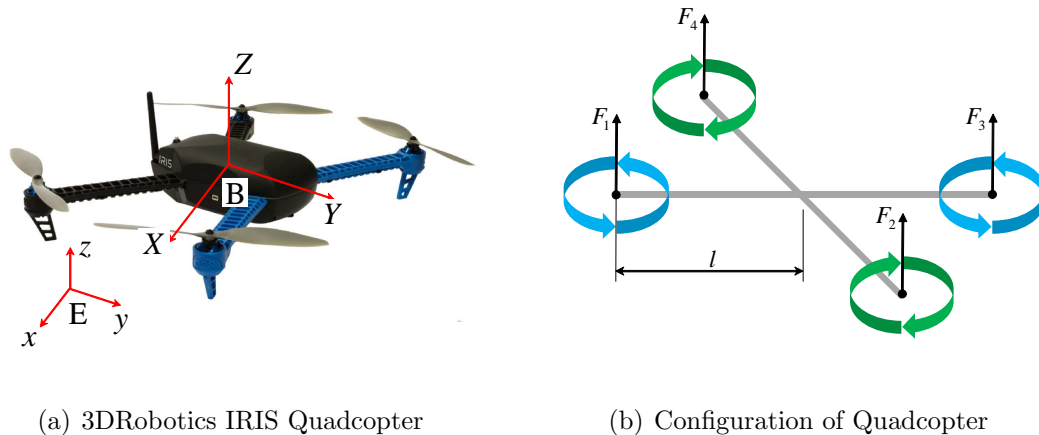 Z
IRIS
B
Y
X
z
E
x
y
F4
F1
F3
F2
l
(a) 3DRobotics IRIS Quadcopter
(b) Configuration of Quadcopter